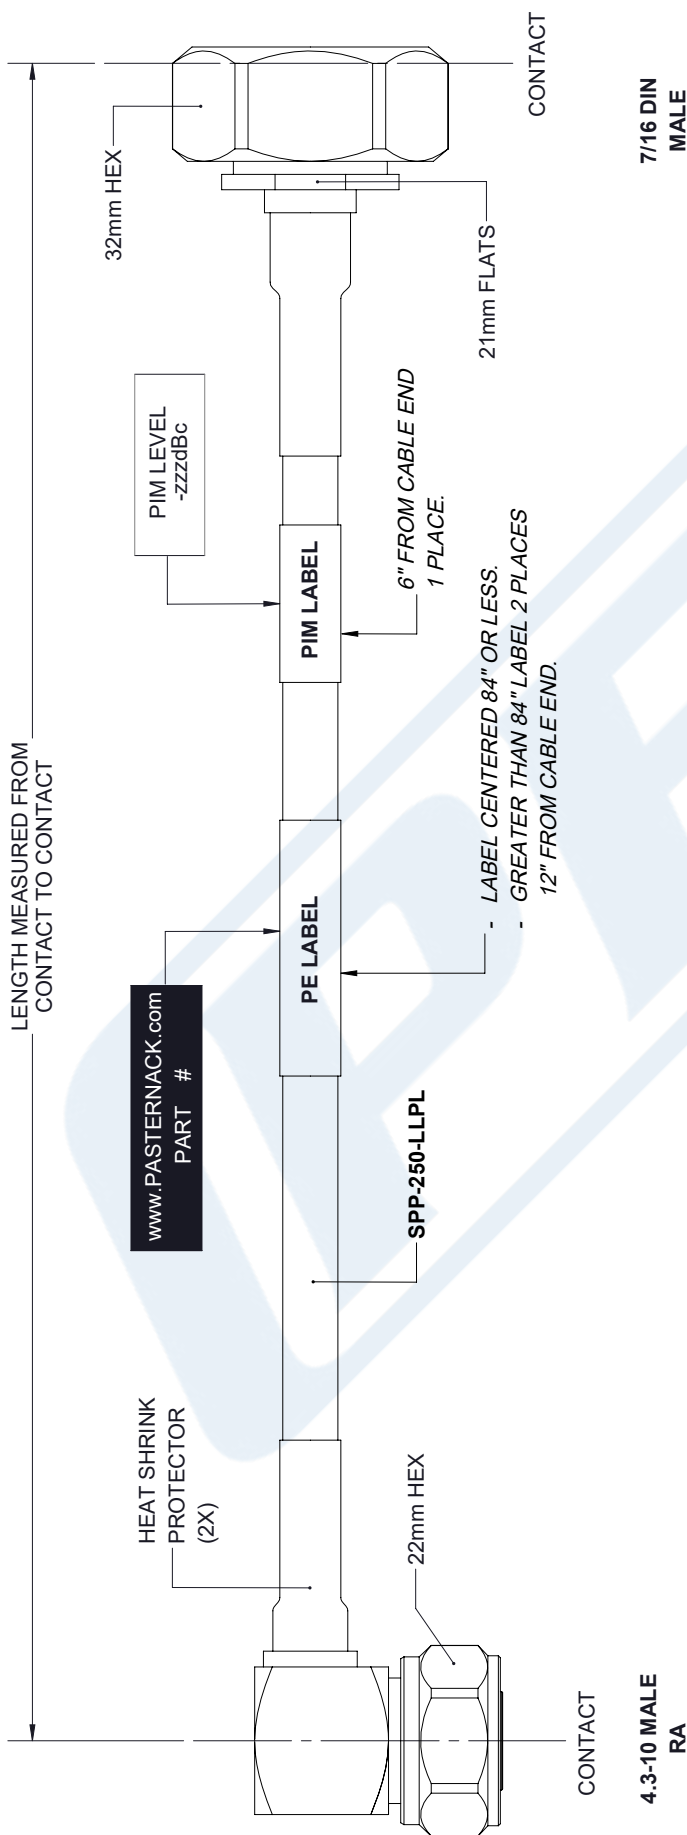 LENGTH MEASURED FROM
CONTACT TO CONTACT
HEAT SHRINK
PROTECTOR
(2X)
www.PASTERNACK.com
PART #
PIM LEVEL
-zzzdBc
32mm HEX
PE LABEL
PIM LABEL
22mm HEX
SPP-250-LLPL
- LABEL CENTERED 84" OR LESS.
- GREATER THAN 84" LABEL 2 PLACES
12" FROM CABLE END.
6" FROM CABLE END
1 PLACE.
21mm FLATS
CONTACT
CONTACT
4.3-10 MALE
RA
7/16 DIN
MALE